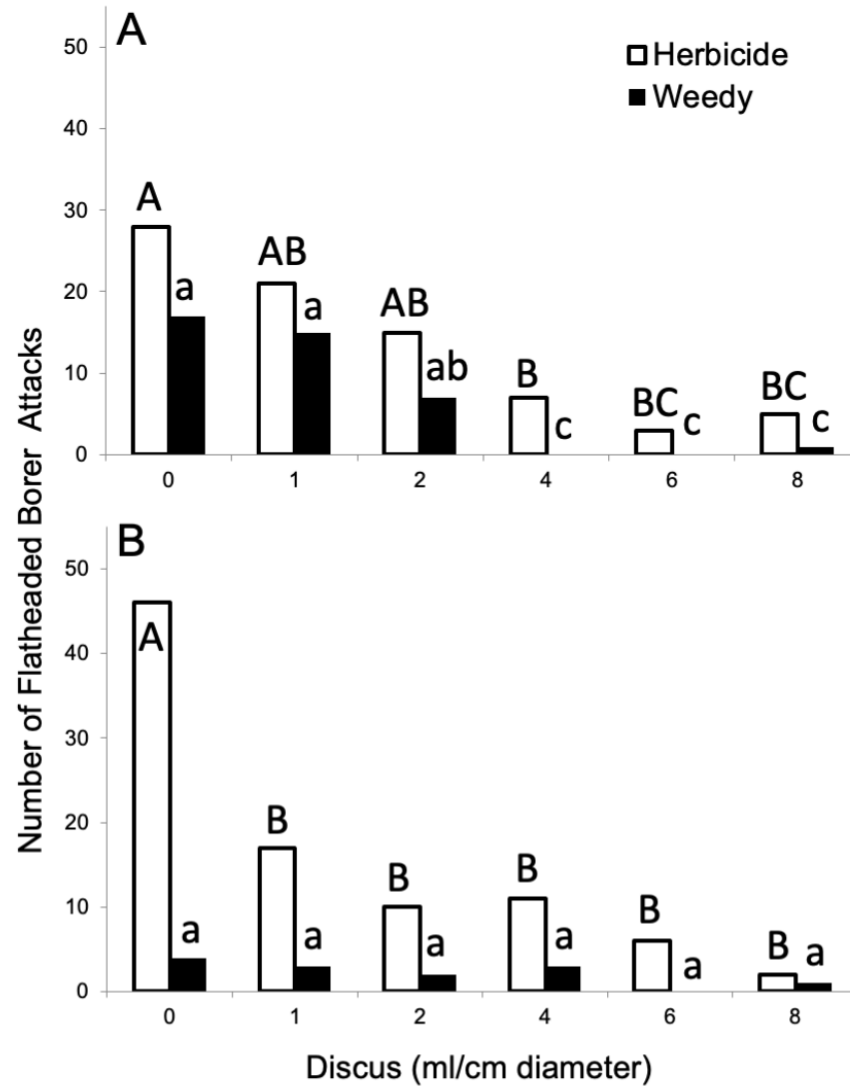 A
Herbicide
Weedy
50
40
30
20
10
0
A
a
AB
a
AB
ab
B
c
BC
c
BC
c
0 1 2 4 6 8
B
50
40
30
20
10
0
A
a
B
a
B
a
B
a
B
a
B
a
0 1 2 4 6 8
Number of Flatheaded Borer Attacks
Discus (ml/cm diameter)